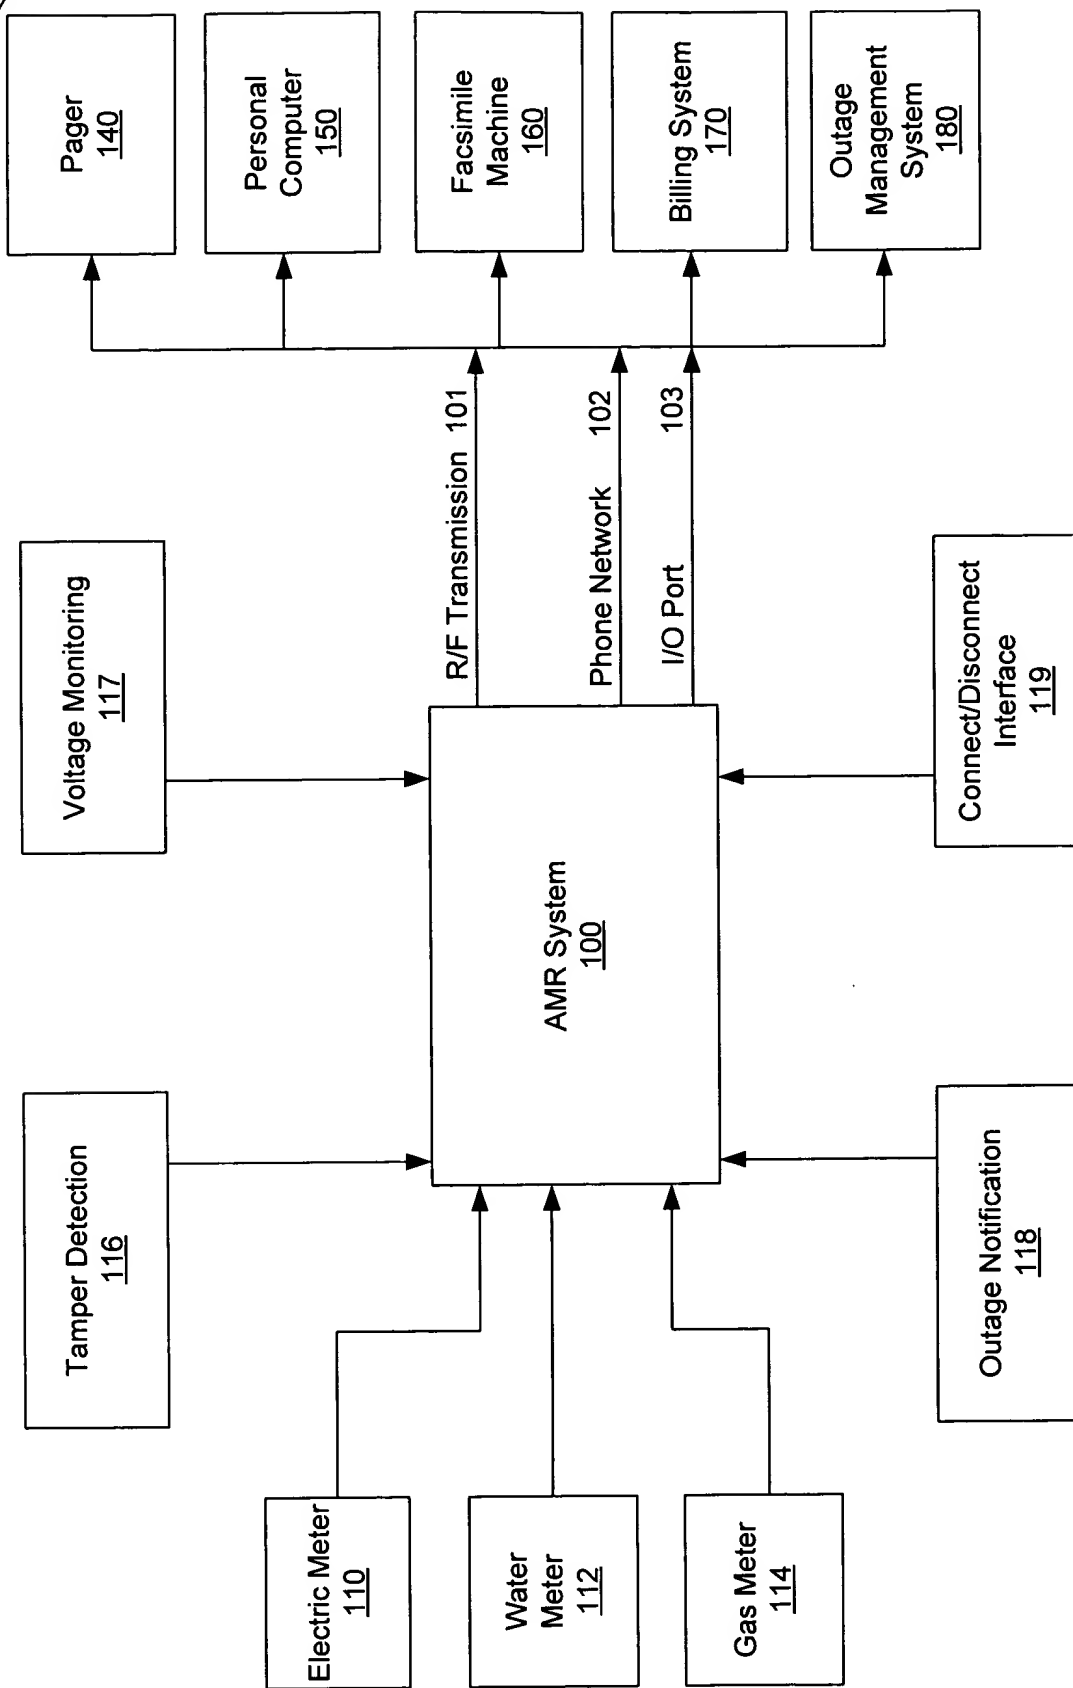 Tamper Detection
116
Voltage Monitoring
117
Pager
140
Electric Meter
110
Personal
Computer
150
Water
Meter
112
AMR System
100
R/F Transmission 101
Facsimile
Machine
160
Phone Network 102
Gas Meter
114
I/O Port 103
Billing System
170
Outage
Management
System
180
Outage Notification
118
Connect/Disconnect
Interface
119